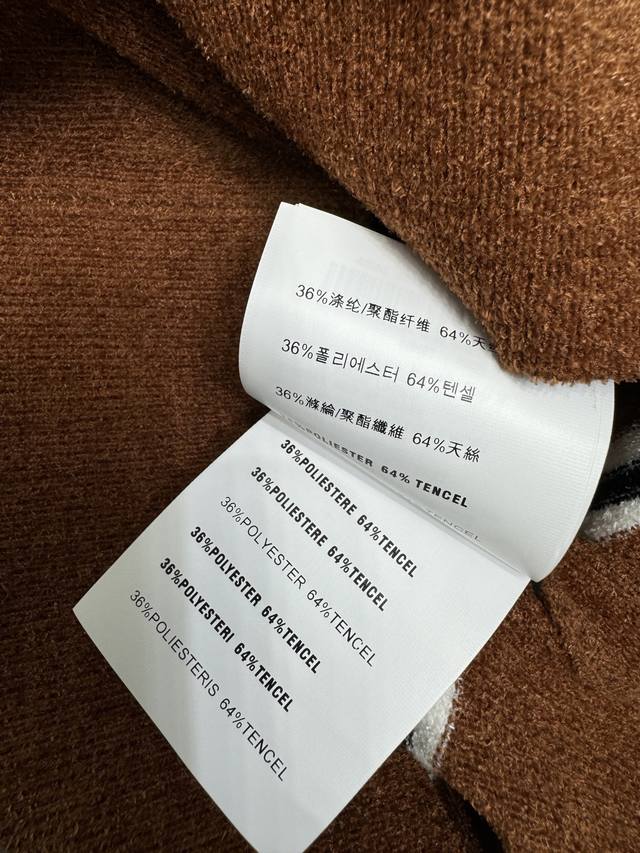 36%涤纶/聚酯纤维 64%天
36%폴리에스터 64%텐셀
36%滌綸/聚酯纖維 64%天絲
36%POLIESTER 64% TENCEL
TENCEL
36%POLIESTERE 64%TENCEL
36%POLIESTERE 64%TENCEL
36%POLYESTER 64%TENCEL
36%POLYESTER 64%TENCEL
36%POLYESTERI 64%TENCEL
36%POLIESTERIS 64%TENCEL